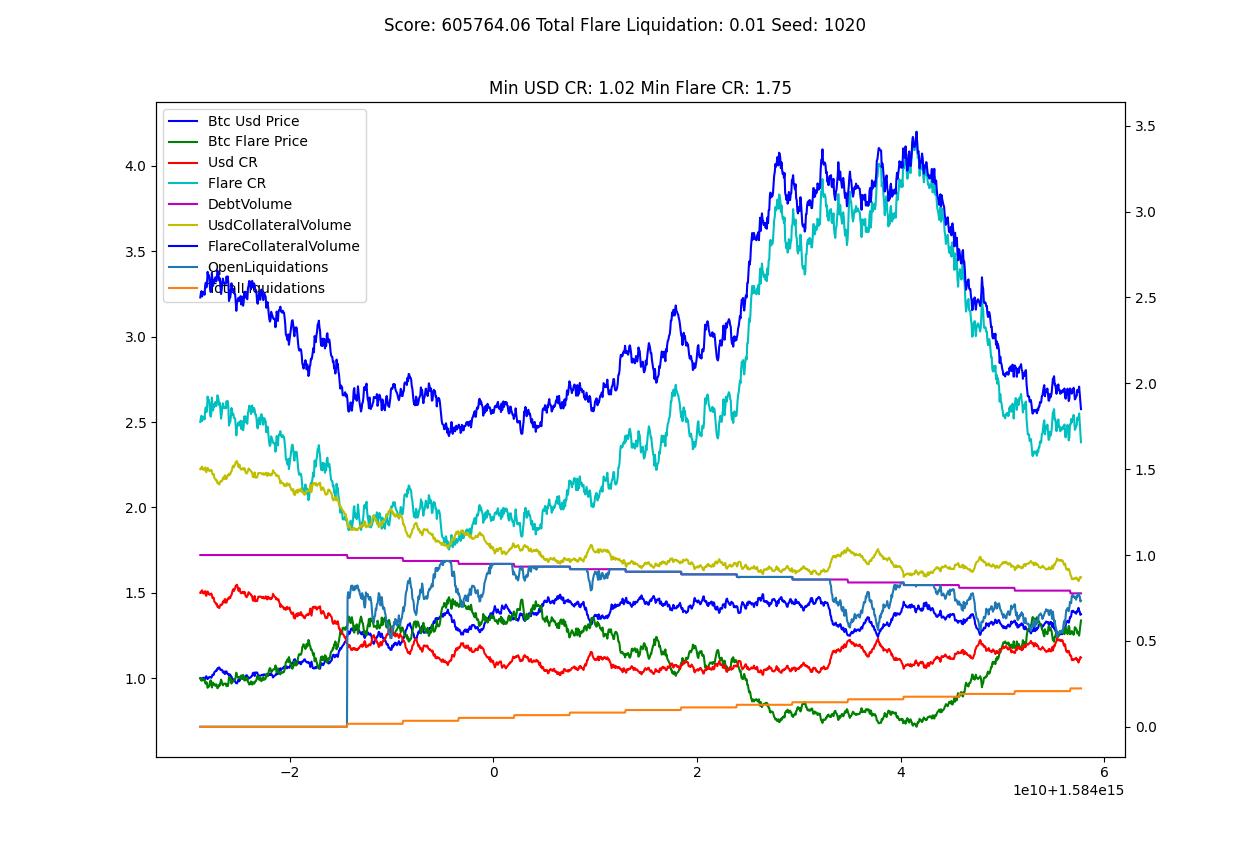 Score: 605764.06 Total Flare Liquidation: 0.01 Seed: 1020
Min USD CR: 1.02 Min Flare CR: 1.75
Btc Usd Price
Btc Flare Price
Usd CR
Flare CR
DebtVolume
UsdCollateralVolume
FlareCollateralVolume
OpenLiquidations
TotalLiquidations
4.0
3.5
3.0
2.5
2.0
1.5
1.0
3.5
3.0
2.5
2.0
1.5
1.0
0.5
0.0
−2 0 2 4 6
1e10+1.584e15